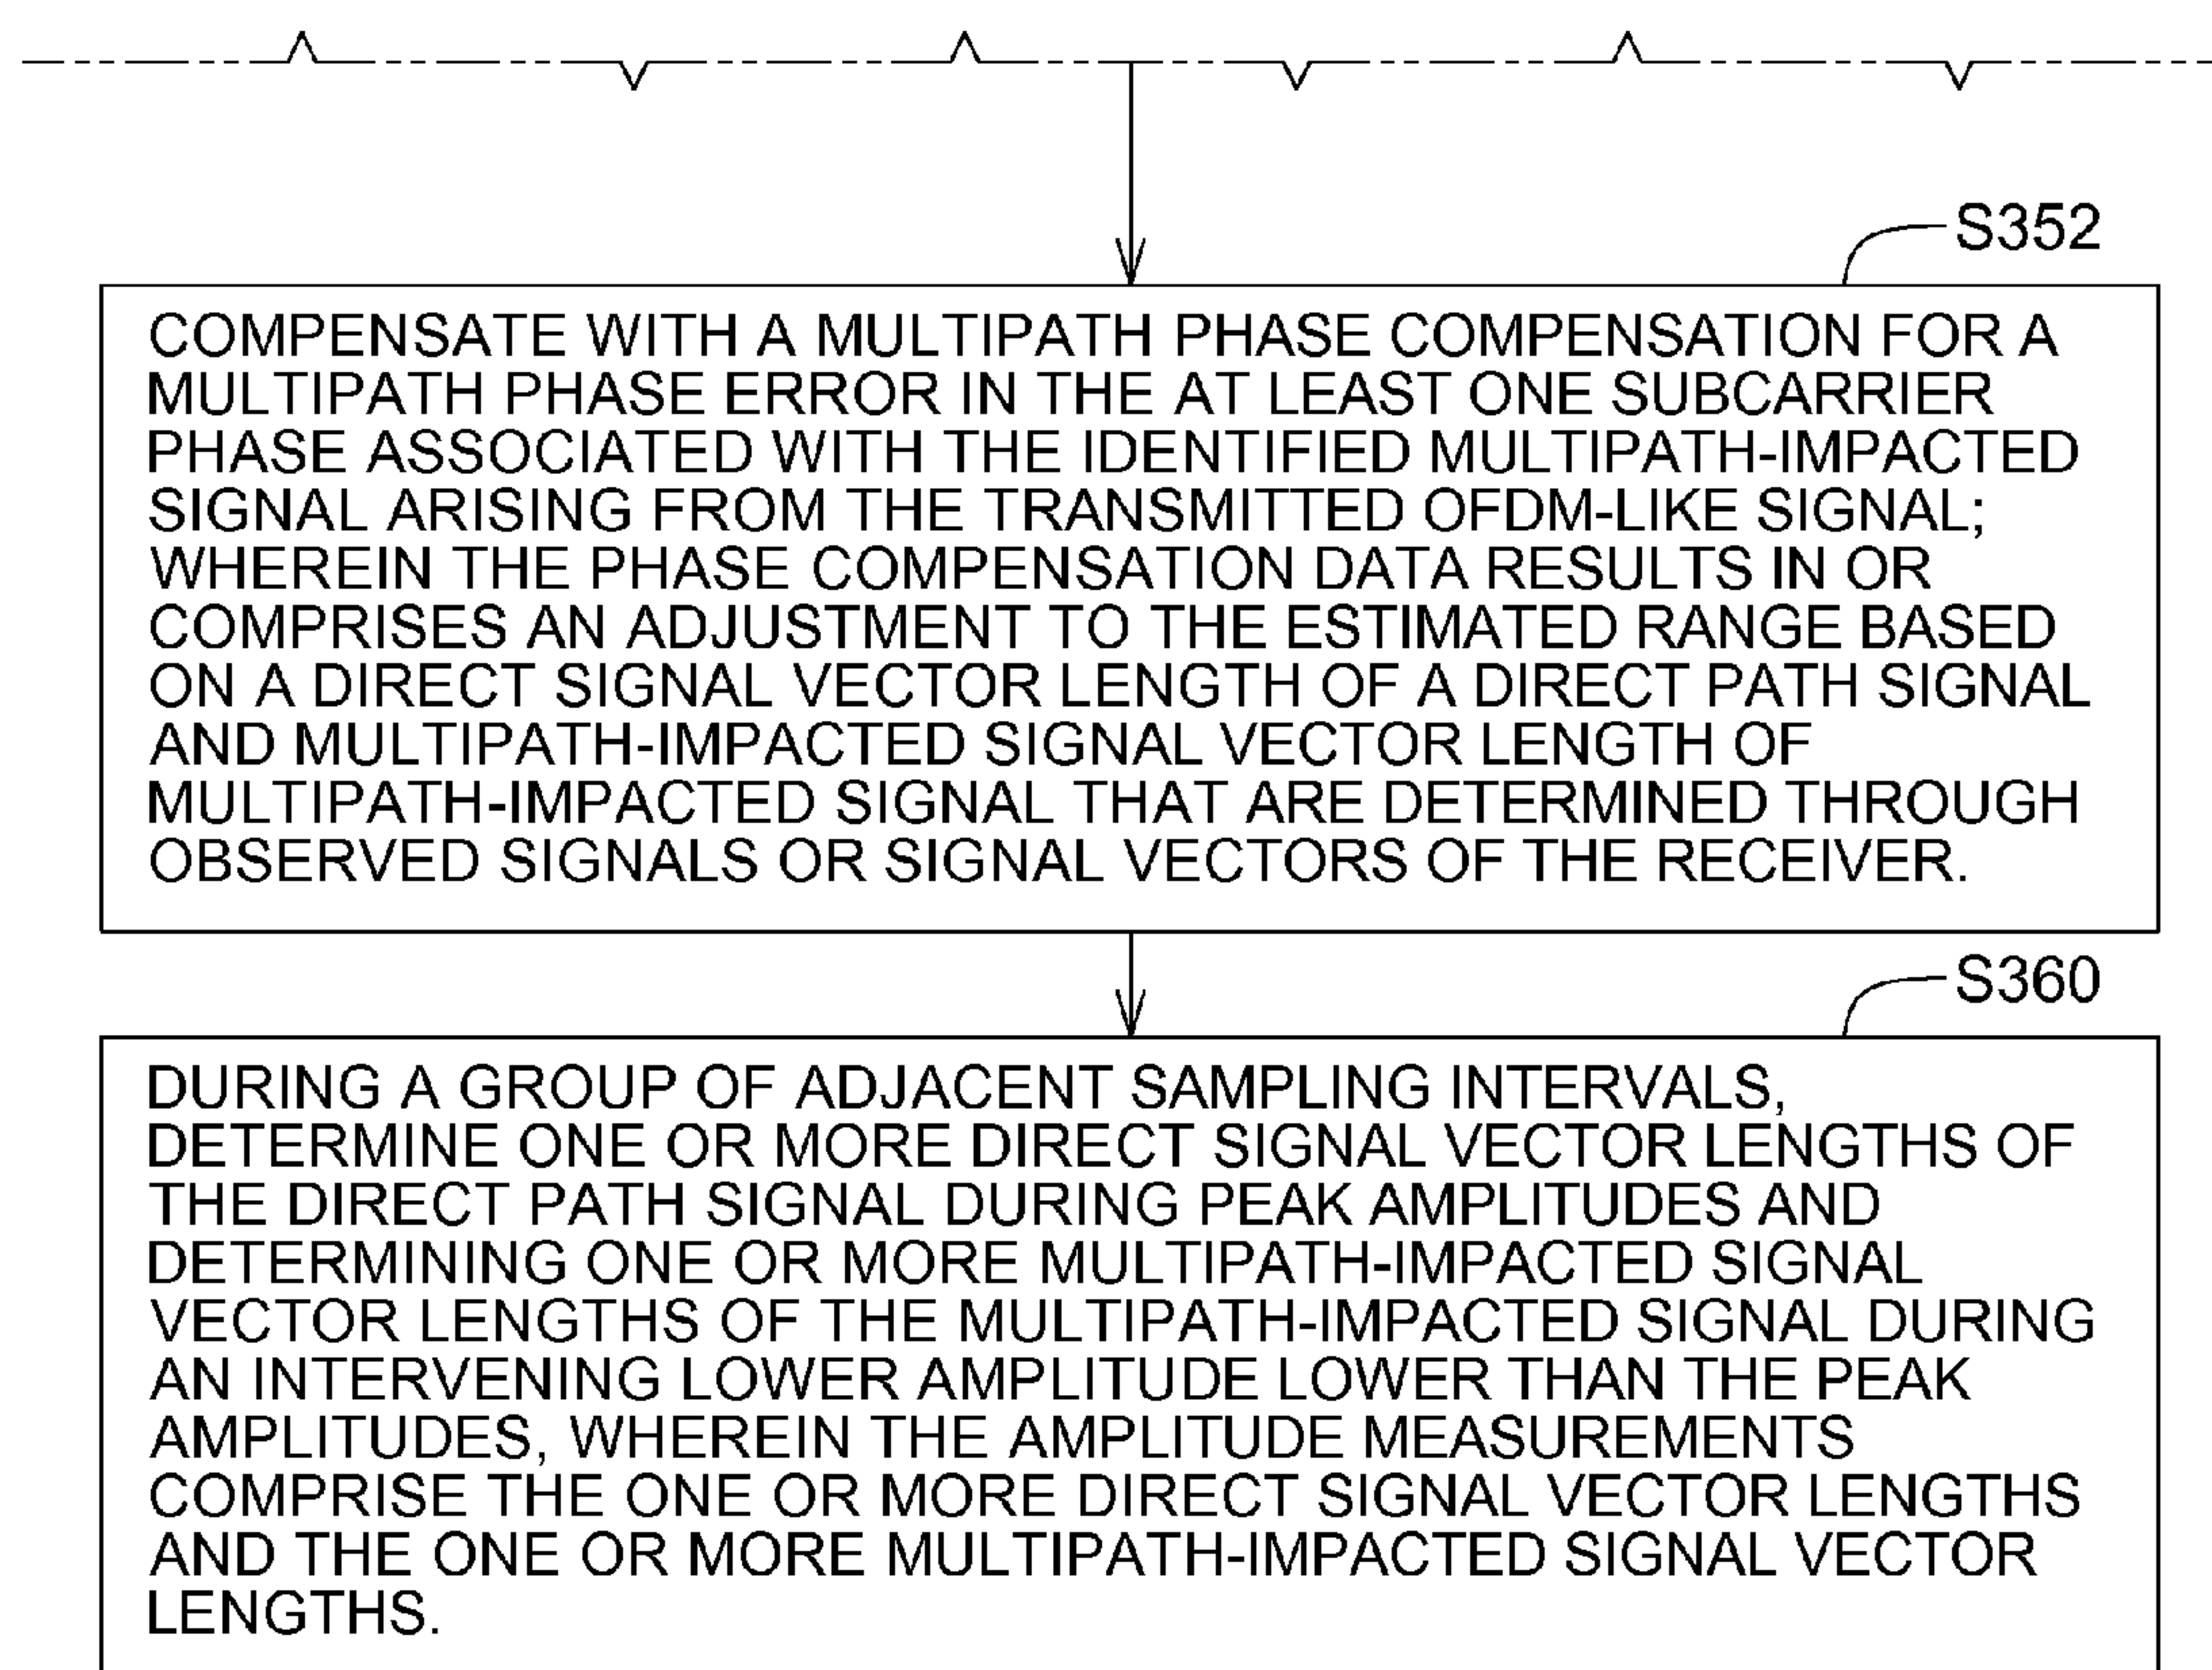 S352
COMPENSATE WITH A MULTIPATH PHASE COMPENSATION FOR A
MULTIPATH PHASE ERROR IN THE AT LEAST ONE SUBCARRIER
PHASE ASSOCIATED WITH THE IDENTIFIED MULTIPATH-IMPACTED
SIGNAL ARISING FROM THE TRANSMITTED OFDM-LIKE SIGNAL;
WHEREIN THE PHASE COMPENSATION DATA RESULTS IN OR
COMPRISES AN ADJUSTMENT TO THE ESTIMATED RANGE BASED
ON A DIRECT SIGNAL VECTOR LENGTH OF A DIRECT PATH SIGNAL
AND MULTIPATH-IMPACTED SIGNAL VECTOR LENGTH OF
MULTIPATH-IMPACTED SIGNAL THAT ARE DETERMINED THROUGH
OBSERVED SIGNALS OR SIGNAL VECTORS OF THE RECEIVER.
S360
DURING A GROUP OF ADJACENT SAMPLING INTERVALS,
DETERMINE ONE OR MORE DIRECT SIGNAL VECTOR LENGTHS OF
THE DIRECT PATH SIGNAL DURING PEAK AMPLITUDES AND
DETERMINING ONE OR MORE MULTIPATH-IMPACTED SIGNAL
VECTOR LENGTHS OF THE MULTIPATH-IMPACTED SIGNAL DURING
AN INTERVENING LOWER AMPLITUDE LOWER THAN THE PEAK
AMPLITUDES, WHEREIN THE AMPLITUDE MEASUREMENTS
COMPRISE THE ONE OR MORE DIRECT SIGNAL VECTOR LENGTHS
AND THE ONE OR MORE MULTIPATH-IMPACTED SIGNAL VECTOR
LENGTHS.